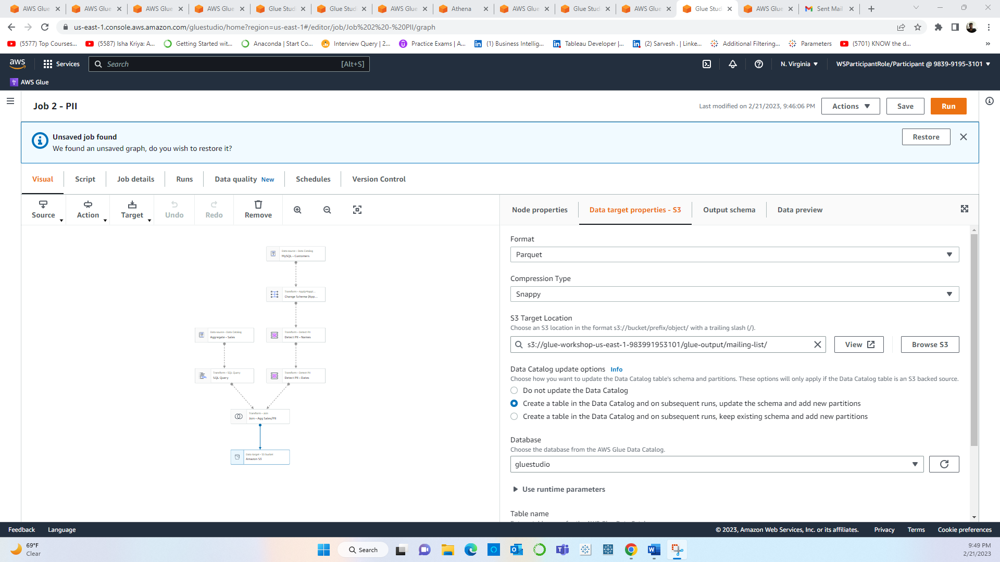 AWS Glue
AWS Glue
AWS Glue
AWS Glue
Glue Stud
Glue Stud
AWS Glue
Athena
AWS Glue
Glue Stud
AWS Glue
Glue Stud
AWS Glue
Sent Mail
us-east-1.console.aws.amazon.com/gluestudio/home?region=us-east-1#/editor/job/Job%202%20-%20PII/graph
(5577) Top Courses...
(5587) Isha Kriya: A...
Getting Started wit...
Anaconda | Start Co...
Interview Query | 2...
Practice Exams | A...
(1) Business Intellig...
Tableau Developer |...
(2) Sarvesh . | Linke...
Additional Filtering...
Parameters
(5701) KNOW the d...
aws
Services
Search
[Alt+S]
N. Virginia
WSParticipantRole/Participant @ 9839-9195-3101
AWS Glue
Job 2 - PII
Last modified on 2/21/2023, 9:46:06 PM
Actions
Save
Run
Unsaved job found
We found an unsaved graph, do you wish to restore it?
Restore
Visual
Script
Job details
Runs
Data quality New
Schedules
Version Control
Source
Action
Target
Undo
Redo
Remove
Node properties
Data target properties - S3
Output schema
Data preview
Data source - Data Catalog
MySQL - Customers
Transform - ApplyMappi...
Change Schema (App...
Data source - Data Catalog
Aggregate - Sales
Transform - Detect PII
Detect PII - Names
Transform - SQL Query
SQL Query
Transform - Detect PII
Detect PII - Dates
Transform - Join
Join - Agg Sales/PII
Data target - S3 bucket
Amazon S3
Format
Parquet
Compression Type
Snappy
S3 Target Location
Choose an S3 location in the format s3://bucket/prefix/object/ with a trailing slash (/).
s3://glue-workshop-us-east-1-983991953101/glue-output/mailing-list/
View
Browse S3
Data Catalog update options Info
Choose how you want to update the Data Catalog table's schema and partitions. These options will only apply if the Data Catalog table is an S3 backed source.
Do not update the Data Catalog
Create a table in the Data Catalog and on subsequent runs, update the schema and add new partitions
Create a table in the Data Catalog and on subsequent runs, keep existing schema and add new partitions
Database
Choose the database from the AWS Glue Data Catalog.
gluestudio
Use runtime parameters
Table name
Feedback
Language
© 2023, Amazon Web Services, Inc. or its affiliates.
Privacy
Terms
Cookie preferences
69°F
Clear
Search
9:49 PM
2/21/2023